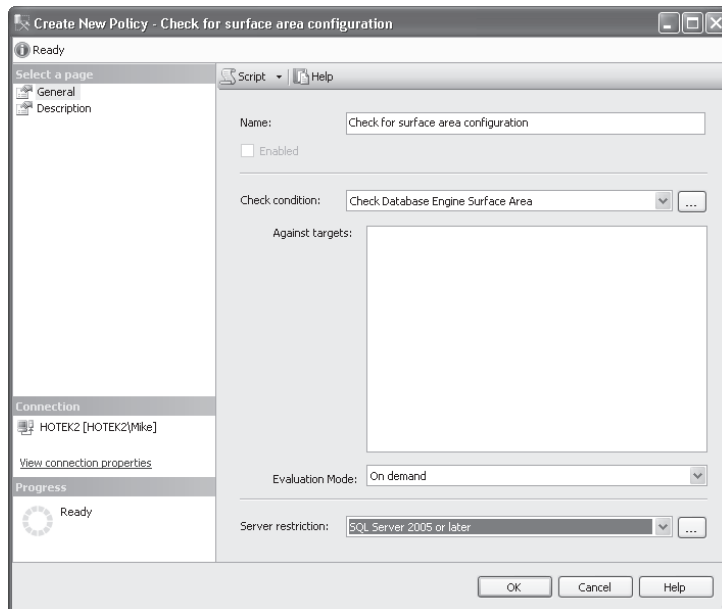 Create New Policy - Check for surface area configuration
Ready
Select a page
General
Description
Script
Help
Name:
Check for surface area configuration
Enabled
Check condition:
Check Database Engine Surface Area
...
Against targets:
Evaluation Mode:
On demand
Server restriction:
SQL Server 2005 or later
...
Connection
HOTEK2 [HOTEK2\Mike]
View connection properties
Progress
Ready
OK
Cancel
Help